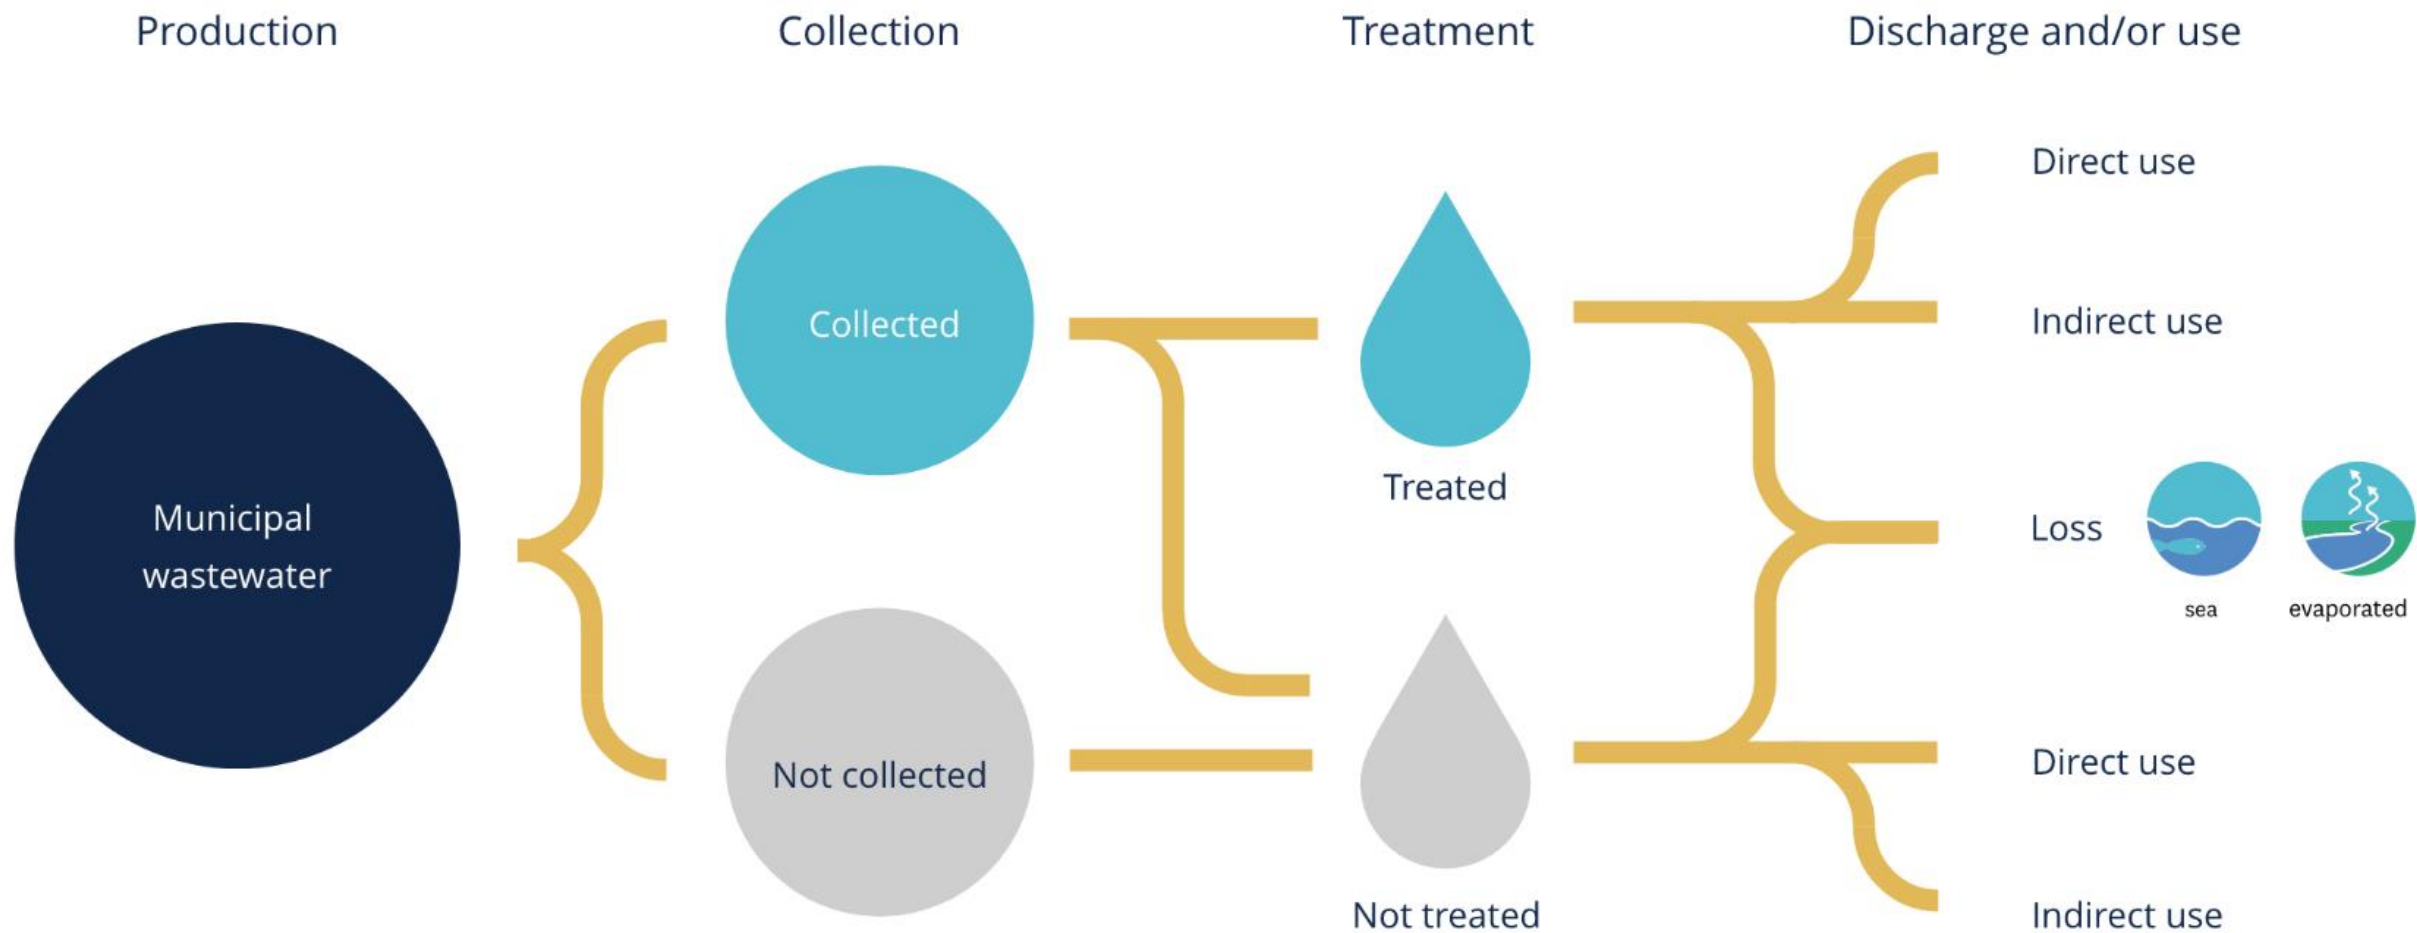 Production
Collection
Treatment
Discharge and/or use
Municipal
wastewater
Collected
Not collected
Treated
Not treated
Direct use
Indirect use
Loss
sea
evaporated
Direct use
Indirect use